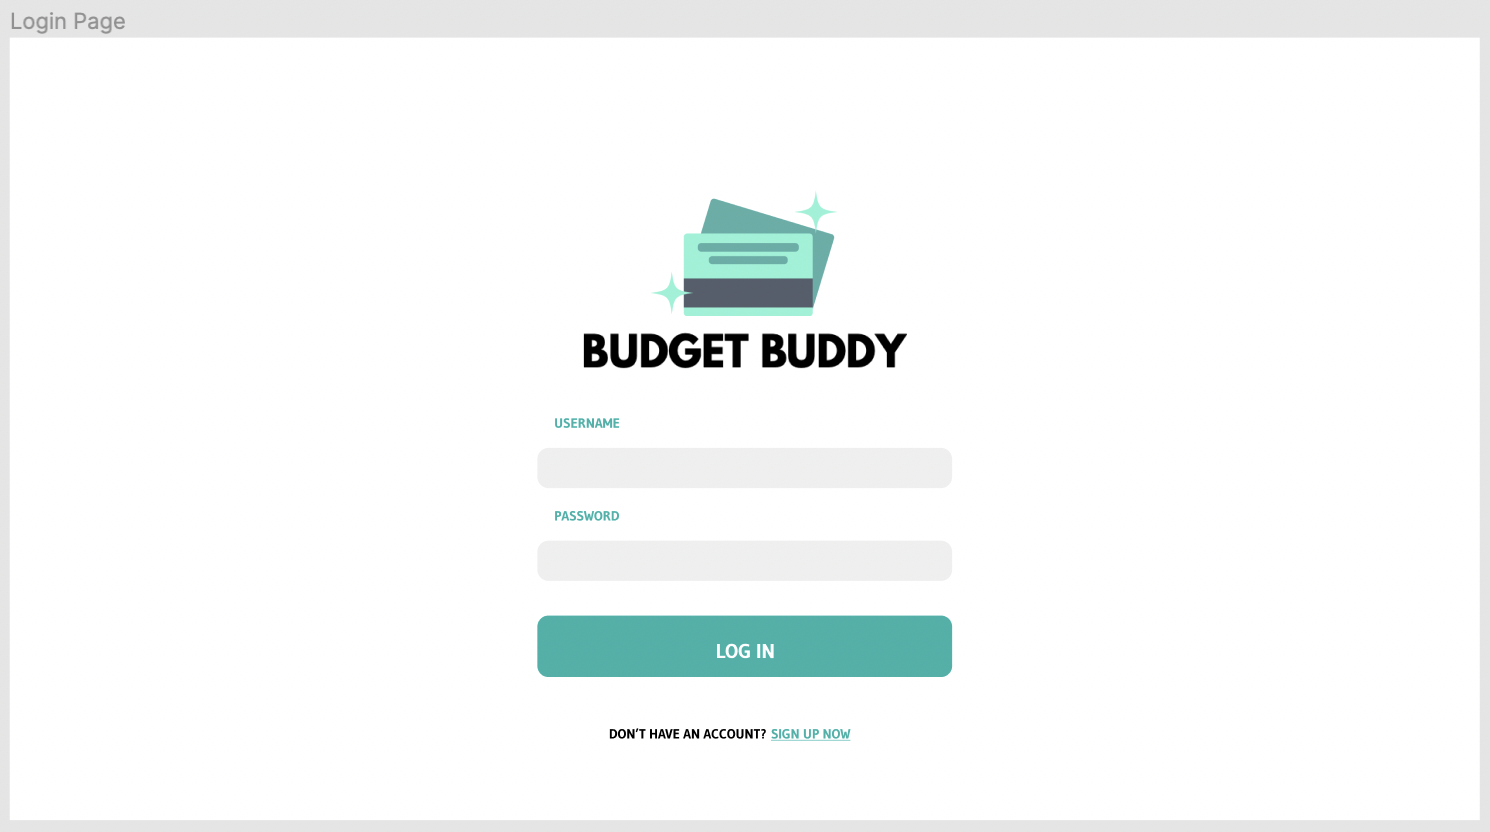 Login Page
BUDGET BUDDY
USERNAME
PASSWORD
LOG IN
DON’T HAVE AN ACCOUNT? SIGN UP NOW